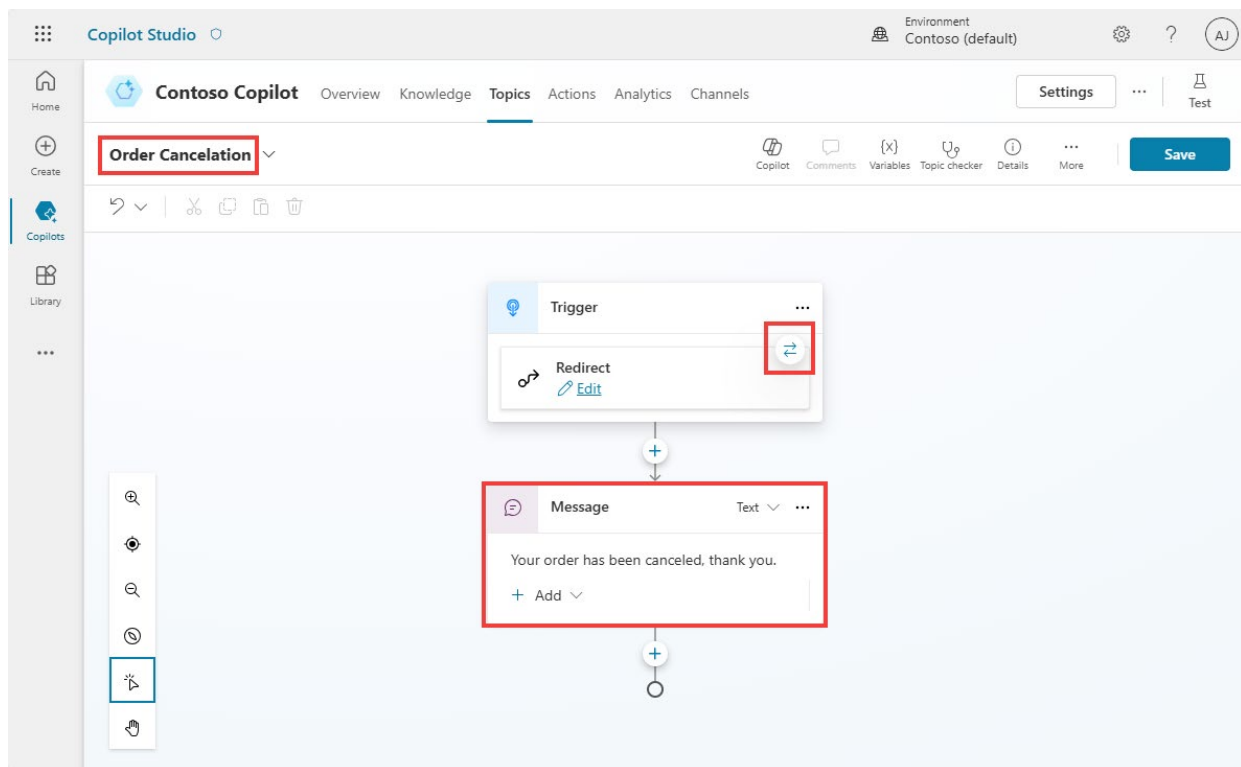 Copilot Studio
Environment
Contoso (default)
AJ
Home
Contoso Copilot Overview Knowledge Topics Actions Analytics Channels
Settings
Test
Create
Order Cancelation
Copilot Comments Variables Topic checker Details More
Save
Copilots
Library
Trigger
Redirect
Edit
Message Text
Your order has been canceled, thank you.
+ Add